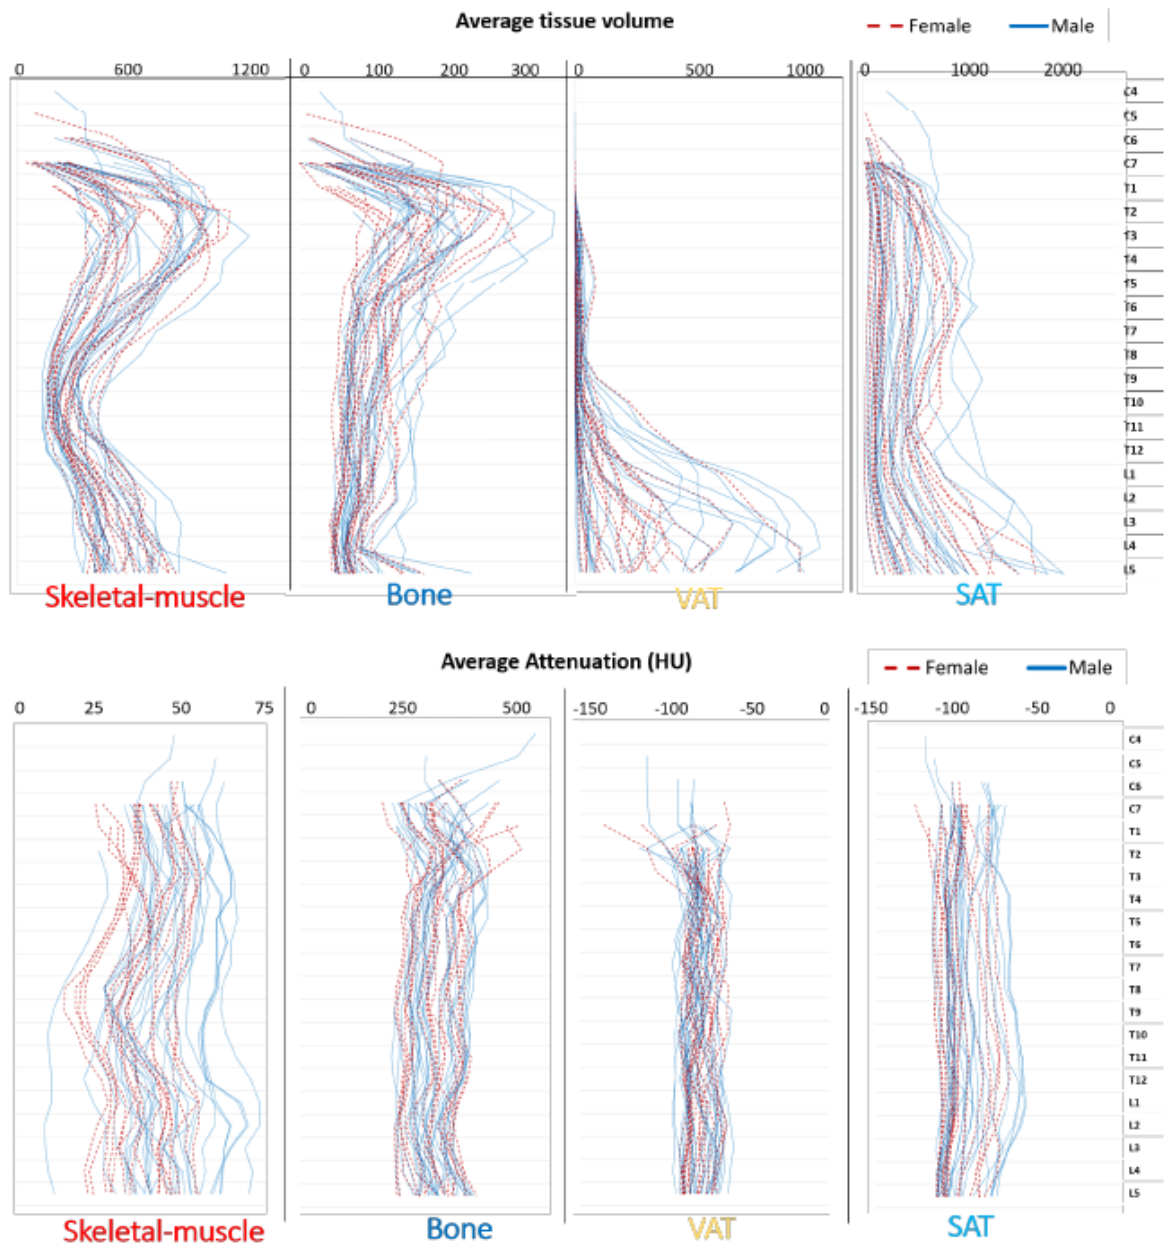 Average tissue volume
Female Male
0 600 1200 0 100 200 300 0 500 1000 0 1000 2000
C4
C5
C6
C7
T1
T2
T3
T4
T5
T6
T7
T8
T9
T10
T11
T12
L1
L2
L3
L4
L5
Skeletal-muscle Bone VAT SAT
Average Attenuation (HU)
Female Male
0 25 50 75 0 250 500 -150 -100 -50 0 -150 -100 -50 0
C4
C5
C6
C7
T1
T2
T3
T4
T5
T6
T7
T8
T9
T10
T11
T12
L1
L2
L3
L4
L5
Skeletal-muscle Bone VAT SAT